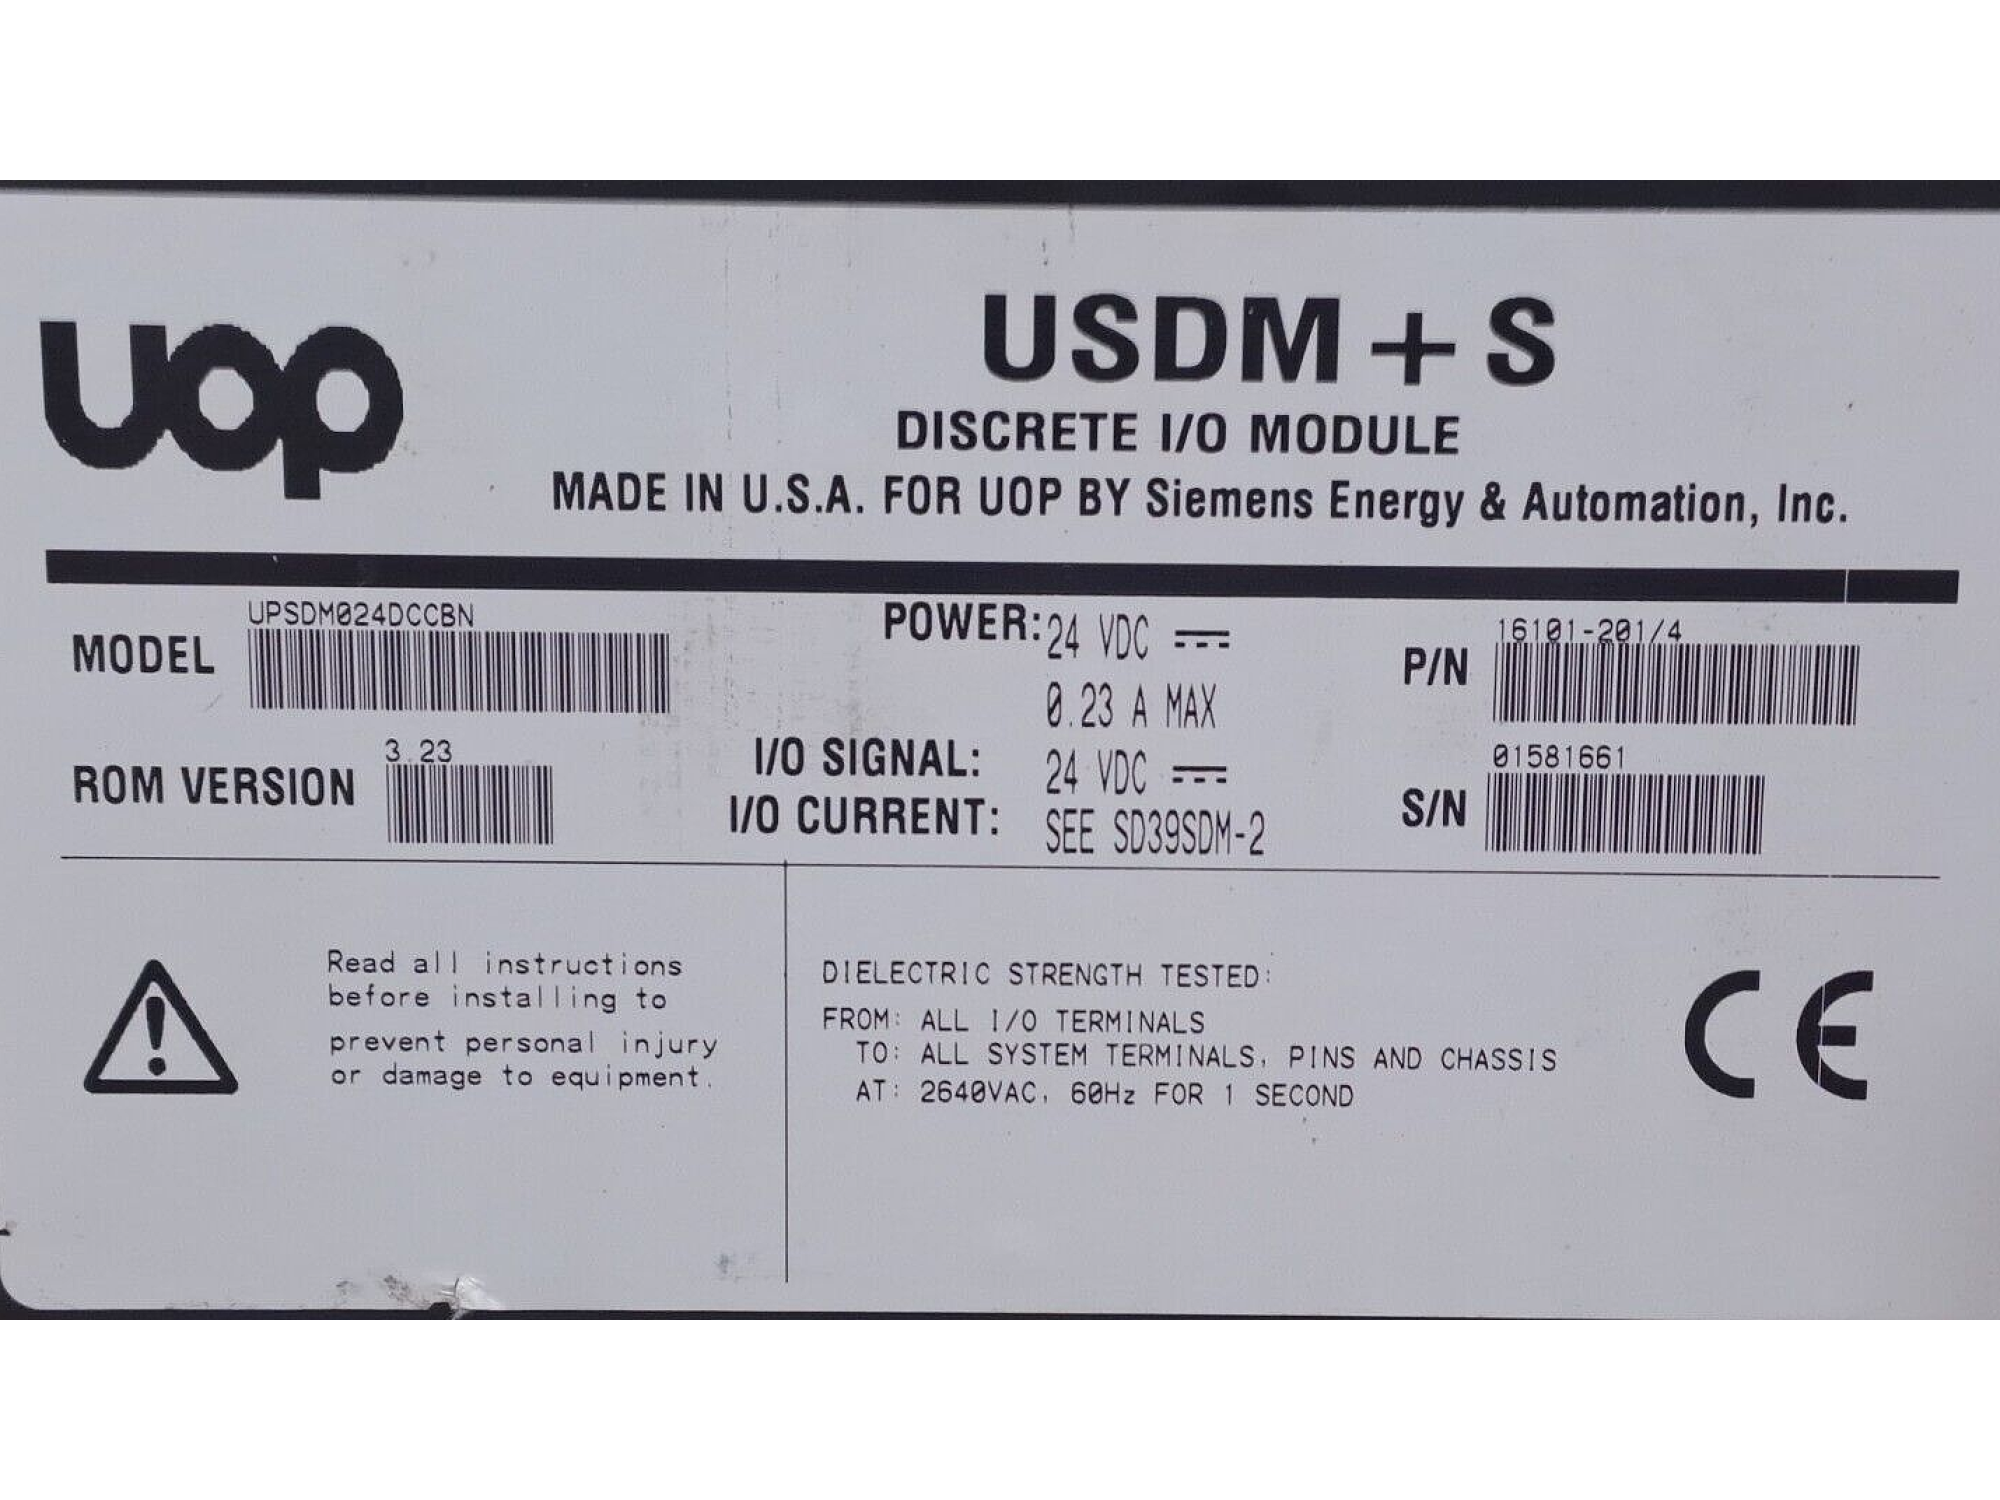 uop
USDM + S
DISCRETE I/O MODULE
MADE IN U.S.A. FOR UOP BY Siemens Energy & Automation, Inc.
MODEL UPSDM024DCCBN
POWER: 24 VDC
0.23 A MAX
P/N 16101-201/4
ROM VERSION 3.23
I/O SIGNAL: 24 VDC
I/O CURRENT: SEE SD39SDM-2
S/N 01581661
Read all instructions
before installing to
prevent personal injury
or damage to equipment.
DIELECTRIC STRENGTH TESTED:
FROM: ALL I/O TERMINALS
TO: ALL SYSTEM TERMINALS, PINS AND CHASSIS
AT: 2640VAC, 60Hz FOR 1 SECOND
CE